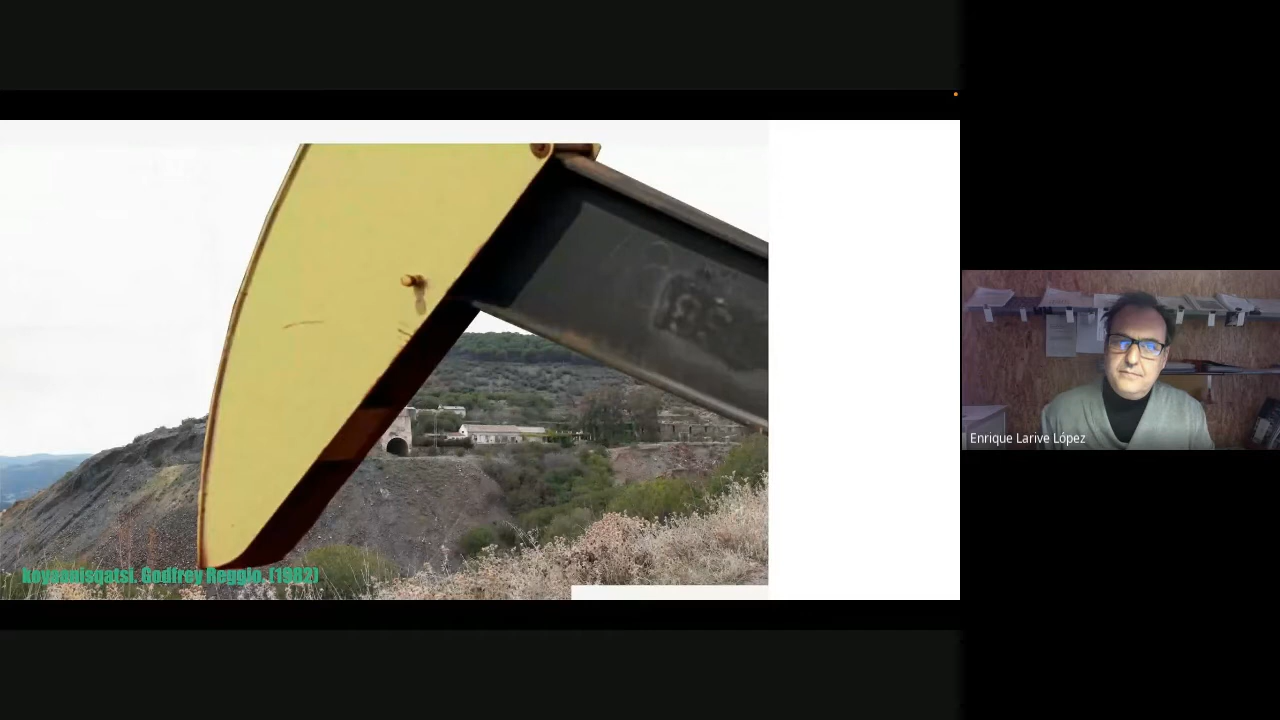 Koyaanisqatsi. Godfrey Reggio. (1982)
Enrique Larive López